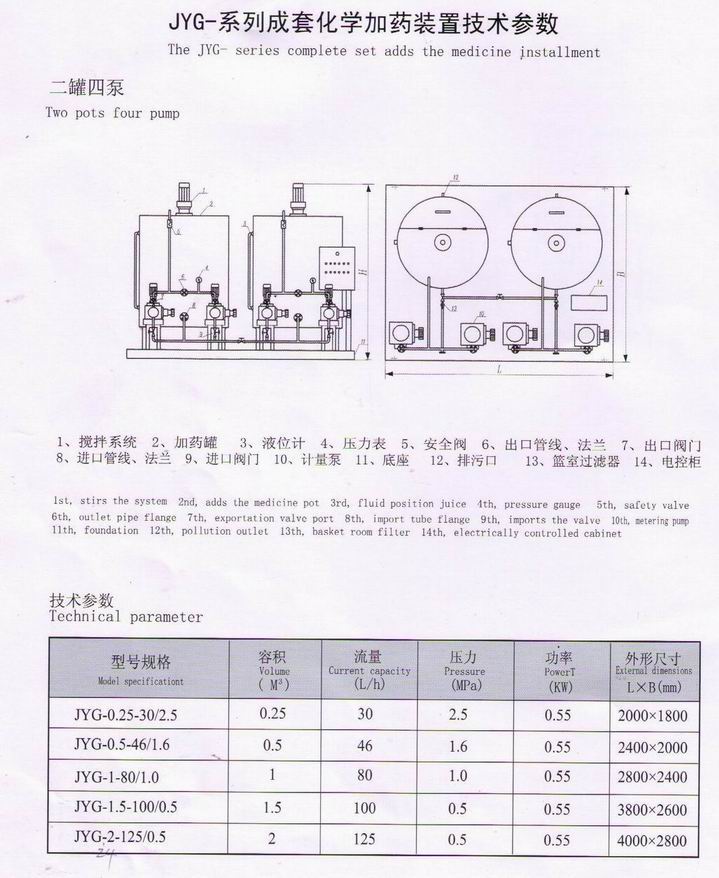 JYG-系列成套化学加药装置技术参数
The JYG- series complete set adds the medicine installment
二罐四泵
Two pots four pump
1、搅拌系统 2、加药罐 3、液位计 4、压力表 5、安全阀 6、出口管线、法兰 7、出口阀门
8、进口管线、法兰 9、进口阀门 10、计量泵 11、底座 12、排污口 13、篮室过滤器 14、电控柜
1st, stirs the system 2nd, adds the medicine pot 3rd, fluid position juice 4th, pressure gauge 5th, safety valve
6th, outlet pipe flange 7th, exportation valve port 8th, import tube flange 9th, imports the valve 10th, metering pump
11th, foundation 12th, pollution outlet 13th, basket room filter 14th, electrically controlled cabinet
技术参数
Technical parameter
型号规格 容积 流量 压力 功率 外形尺寸
Model specificationt Volume Current capacity Pressure PowerT External dimensions
( M³ ) (L/h) (MPa) (KW) L×B(mm)
JYG-0.25-30/2.5 0.25 30 2.5 0.55 2000×1800
JYG-0.5-46/1.6 0.5 46 1.6 0.55 2400×2000
JYG-1-80/1.0 1 80 1.0 0.55 2800×2400
JYG-1.5-100/0.5 1.5 100 0.5 0.55 3800×2600
JYG-2-125/0.5 2 125 0.5 0.55 4000×2800